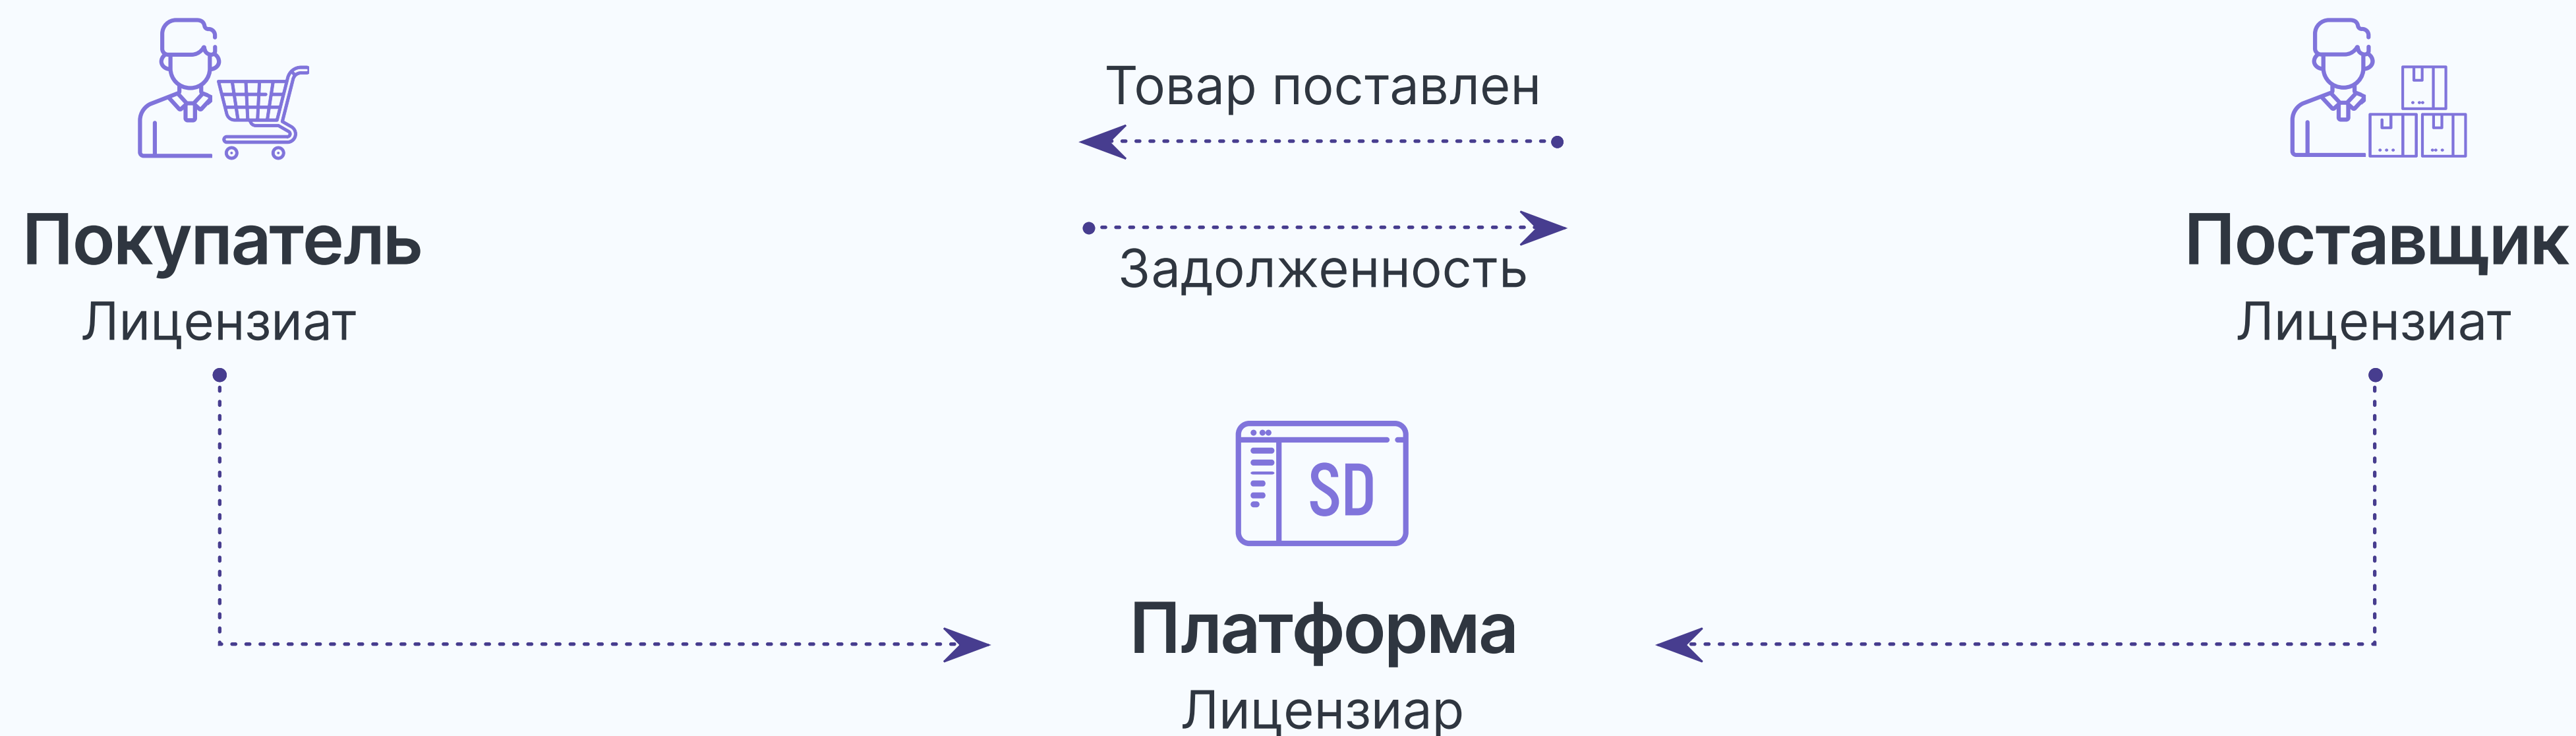 Товар поставлен
Задолженность
Покупатель
Лицензиат
Поставщик
Лицензиат
SD
Платформа
Лицензиар